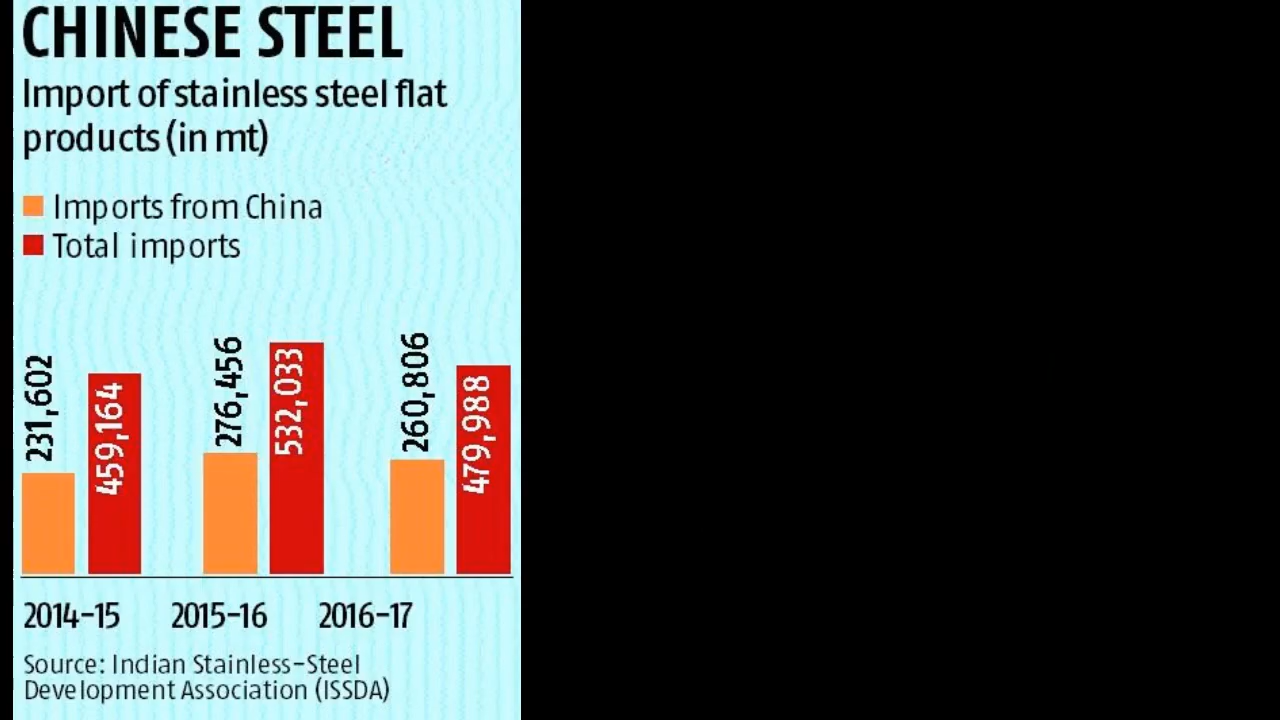 CHINESE STEEL
Import of stainless steel flat
products (in mt)
Imports from China
Total imports
231,602
459,164
276,456
532,033
260,806
479,988
2014-15 2015-16 2016-17
Source: Indian Stainless-Steel
Development Association (ISSDA)